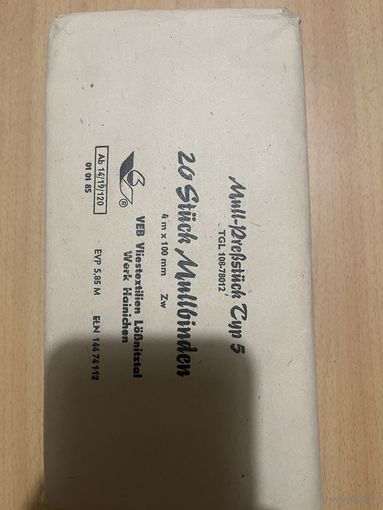 Mull-Preßstück Typ 5
TGL 108-78012
20 Stück Mullbinden
4 m x 100 mm Zw
VEB Vliestextilien Lößnitztal
Werk Hainichen
Ab 14/19/120
01 01 85
EVP 5,85 M ELN 144 74 112